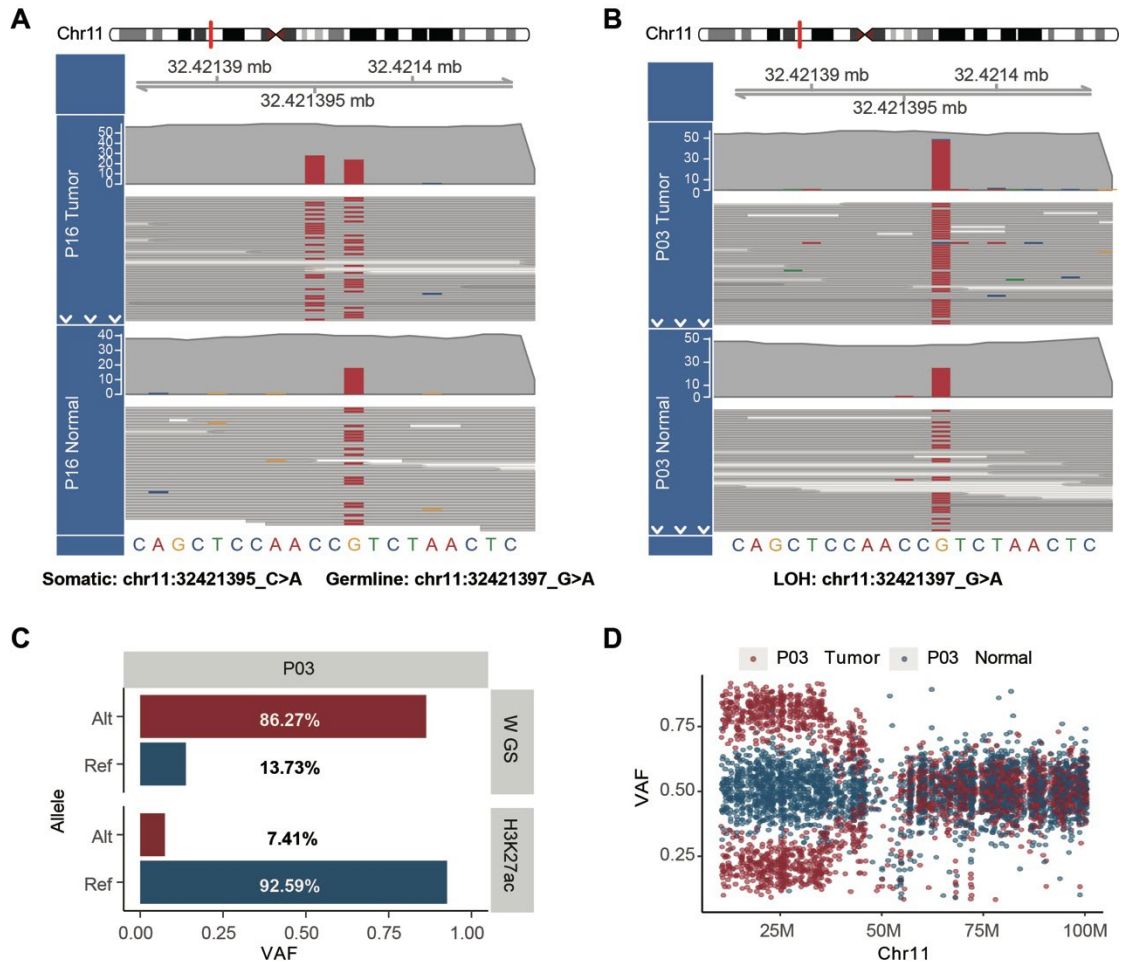 A
Chr11
32.42139 mb
32.4214 mb
32.421395 mb
P16 Tumor
50
40
30
20
10
0
P16 Normal
40
30
20
10
0
C A G C T C C A A C C G T C T A A C T C
Somatic: chr11:32421395_C>A Germline: chr11:32421397_G>A
B
Chr11
32.42139 mb
32.4214 mb
32.421395 mb
P03 Tumor
50
30
10
0
P03 Normal
50
30
10
0
C A G C T C C A A C C G T C T A A C T C
LOH: chr11:32421397_G>A
C
P03
Allele
Alt
86.27%
Ref
13.73%
W GS
Alt
7.41%
Ref
92.59%
H3K27ac
0.00 0.25 0.50 0.75 1.00
VAF
D
P03 Tumor P03 Normal
VAF
0.75
0.50
0.25
25M 50M 75M 100M
Chr11